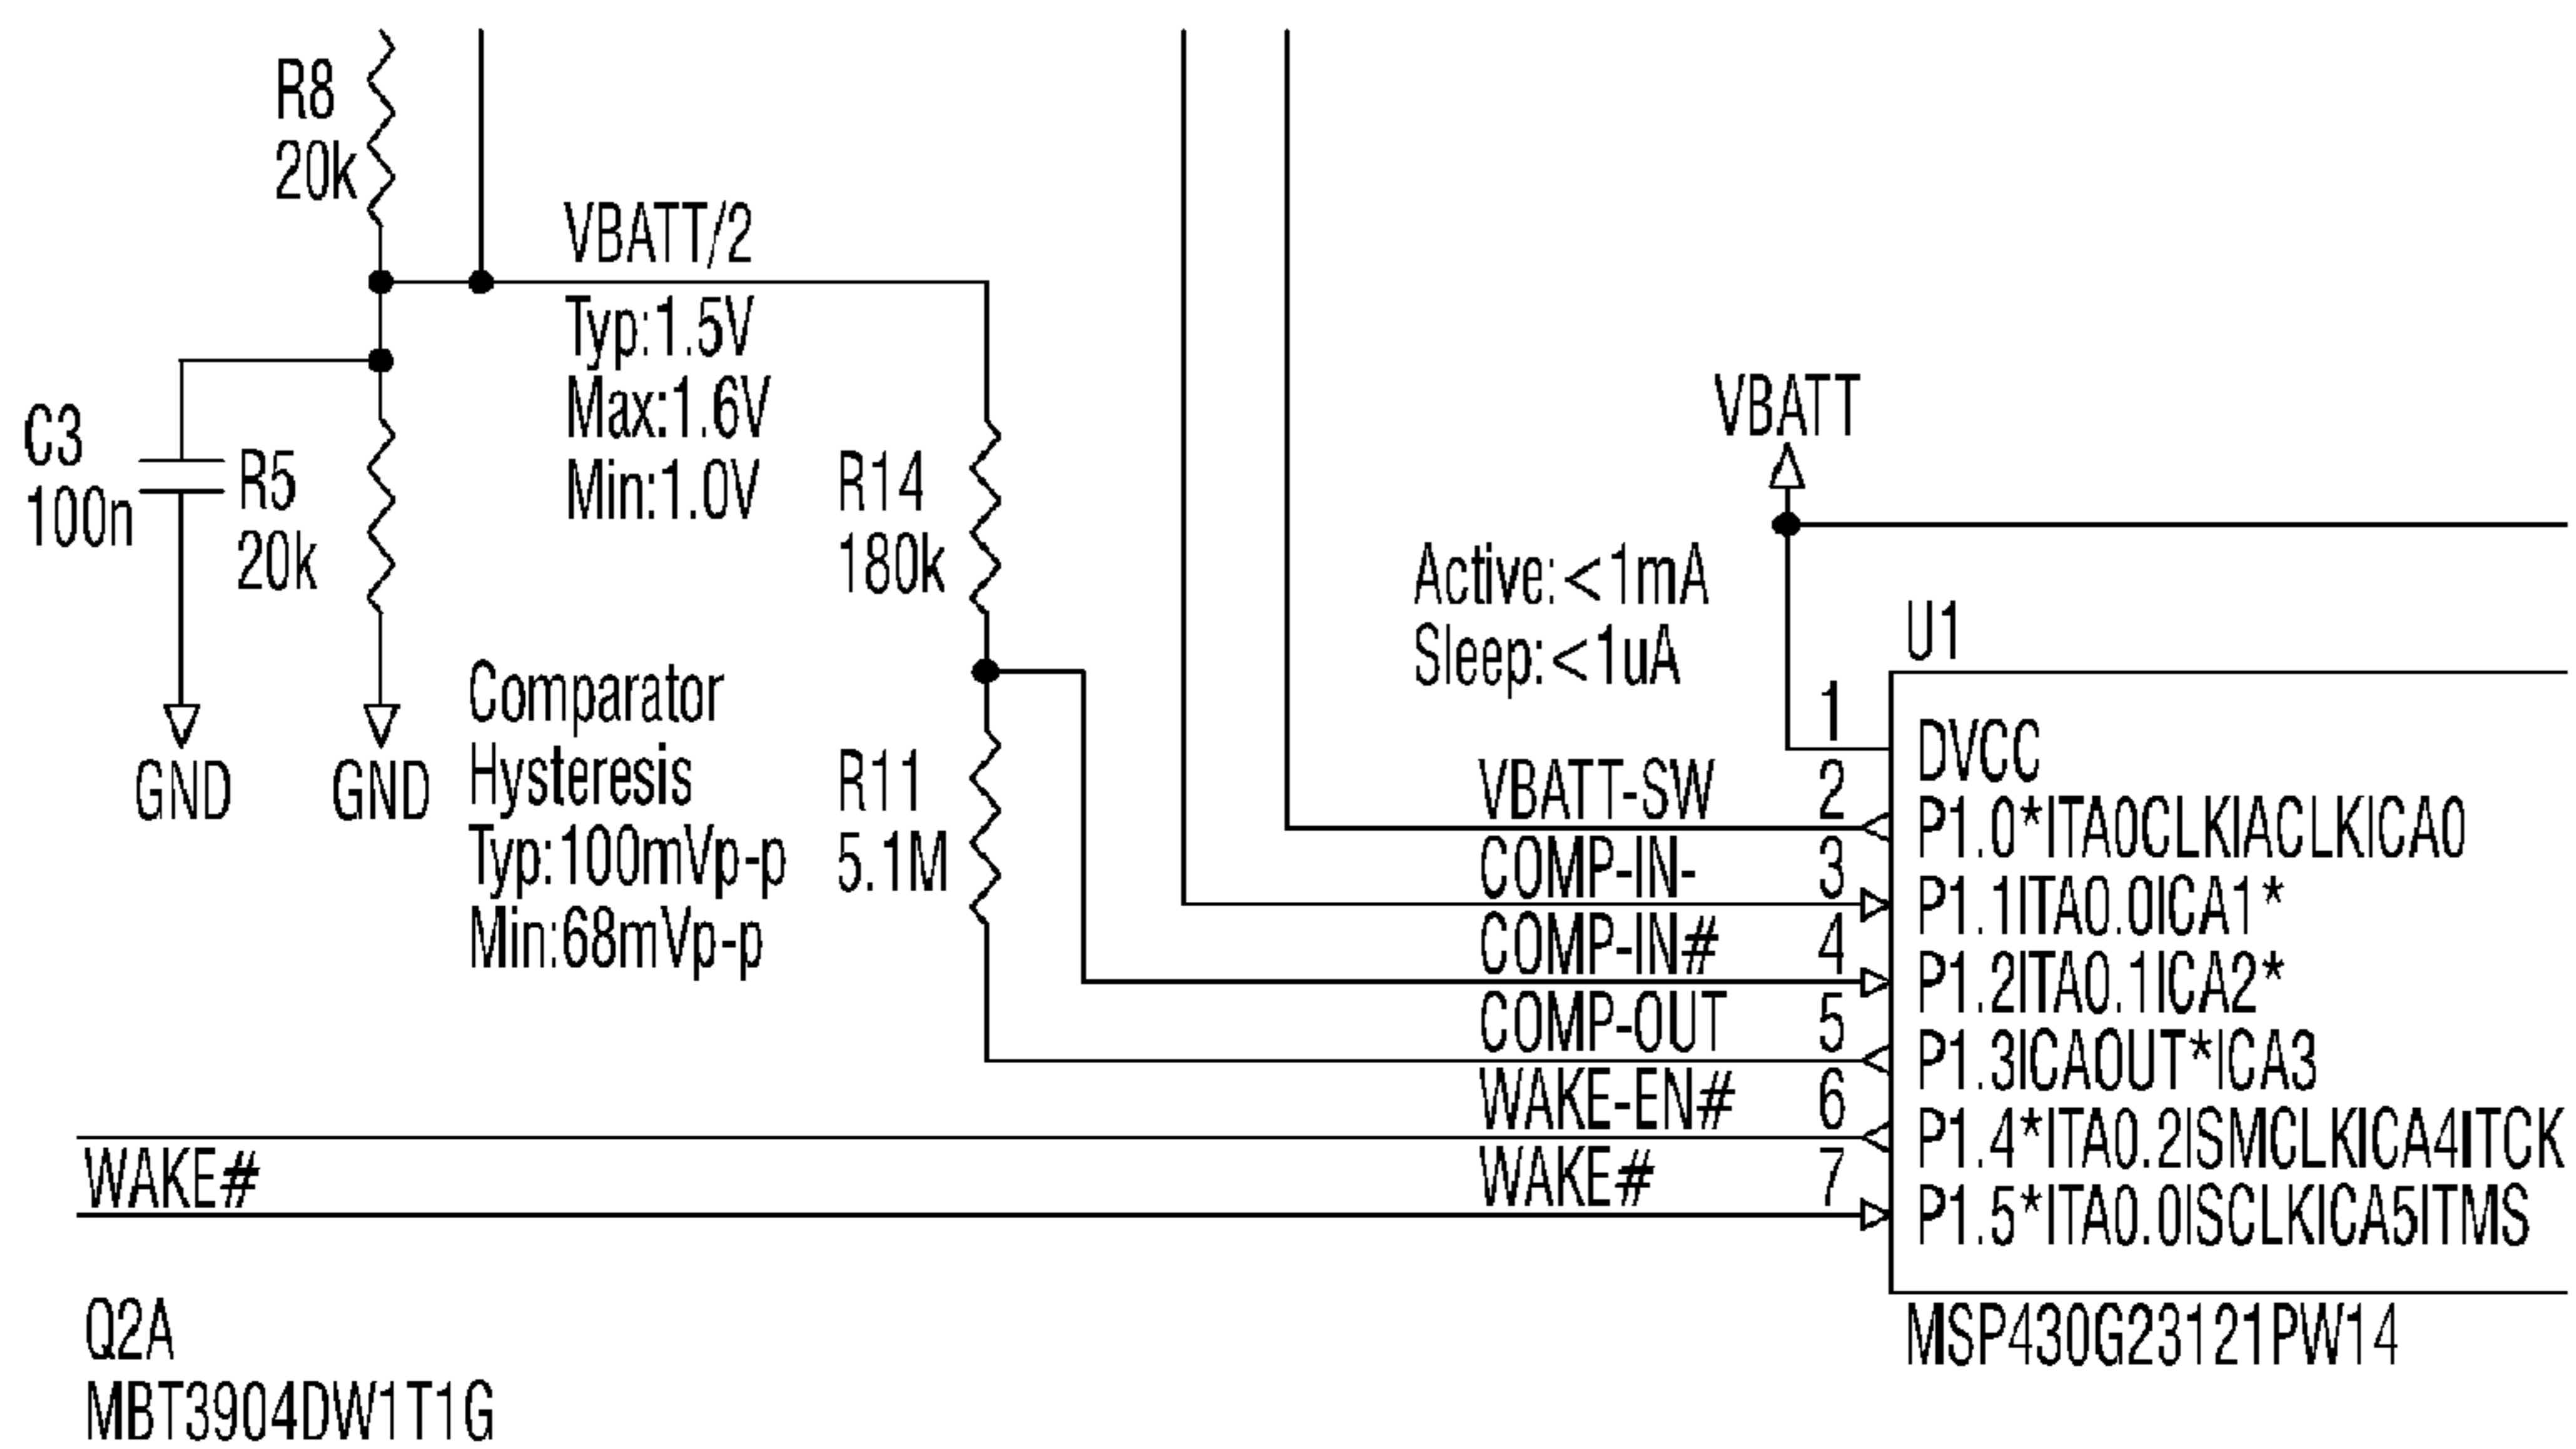 R8
20k
VBATT/2
Typ:1.5V
Max:1.6V
Min:1.0V
C3
100n
R5
20k
GND
GND
Comparator
Hysteresis
Typ:100mVp-p
Min:68mVp-p
R14
180k
R11
5.1M
VBATT
Active:<1mA
Sleep:<1uA
U1
1
DVCC
VBATT-SW
2
P1.0*ITA0CLKIACLKICA0
COMP-IN-
3
P1.1ITA0.0ICA1*
COMP-IN#
4
P1.2ITA0.1ICA2*
COMP-OUT
5
P1.3ICAOUT*ICA3
WAKE-EN#
6
P1.4*ITA0.2ISMCLKICA4ITCK
WAKE#
WAKE#
7
P1.5*ITA0.0ISCLKICA5ITMS
MSP430G23121PW14
Q2A
MBT3904DW1T1G